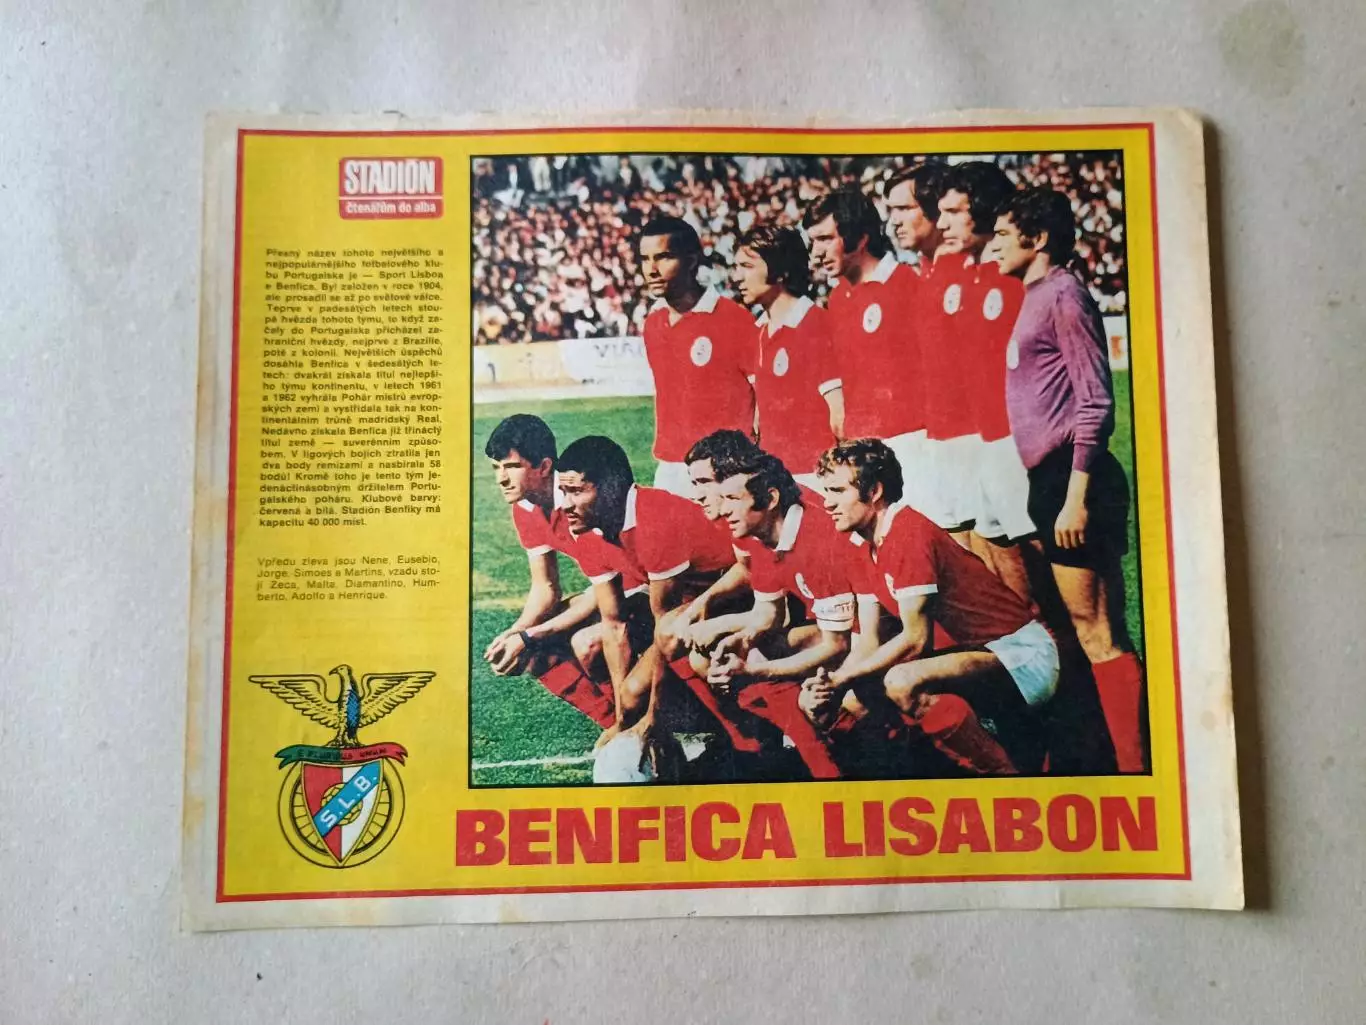 STADIÓN
čtenářům do alba
Přesný název tohoto největšího a
nejpopulárnějšího fotbalového klu-
bu Portugalska je — Sport Lisboa
e Benfica. Byl založen v roce 1904,
ale prosadil se až po světové válce.
Teprve v padesátých letech stou-
pá hvězda tohoto týmu, to když za-
čaly do Portugalska přicházet za-
hraniční hvězdy, nejprve z Brazílie,
poté z kolonií. Největších úspěchů
dosáhla Benfica v šedesátých le-
tech: dvakrát získala titul nejlepší-
ho týmu kontinentu, v letech 1961
a 1962 vyhrála Pohár mistrů evrop-
ských zemí a vystřídala tak na kon-
tinentálním trůně madridský Real.
Nedávno získala Benfica již třináctý
titul země — suverénním způso-
bem. V ligových bojích ztratila jen
dva body remízami a nasbírala 58
bodů! Kromě toho je tento tým je-
denáctinásobným držitelem Portu-
galského poháru. Klubové barvy:
červená a bílá. Stadión Benfiky má
kapacitu 40 000 míst.
Vpředu zleva jsou Nene, Eusebio,
Jorge, Simoes a Martins, vzadu sto-
jí Zeca, Malta, Diamantino, Hum-
berto, Adolfo a Henrique.
E PLURIBUS UNUM
S.L.B.
BENFICA LISABON